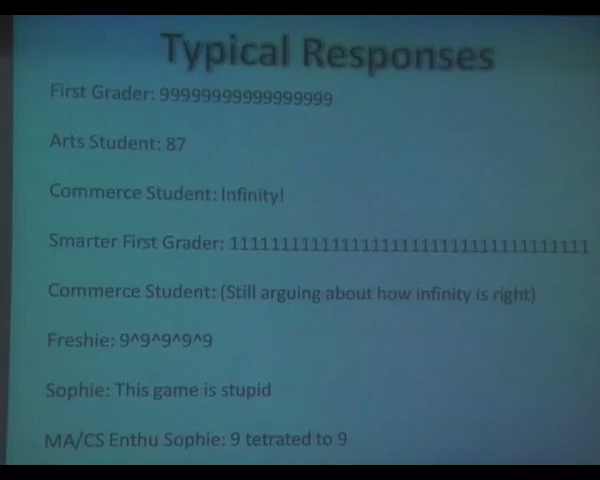 Typical Responses
First Grader: 99999999999999999
Arts Student: 87
Commerce Student: Infinity!
Smarter First Grader: 1111111111111111111111111111111111111
Commerce Student: (Still arguing about how infinity is right)
Freshie: 9^9^9^9^9
Sophie: This game is stupid
MA/CS Enthu Sophie: 9 tetrated to 9